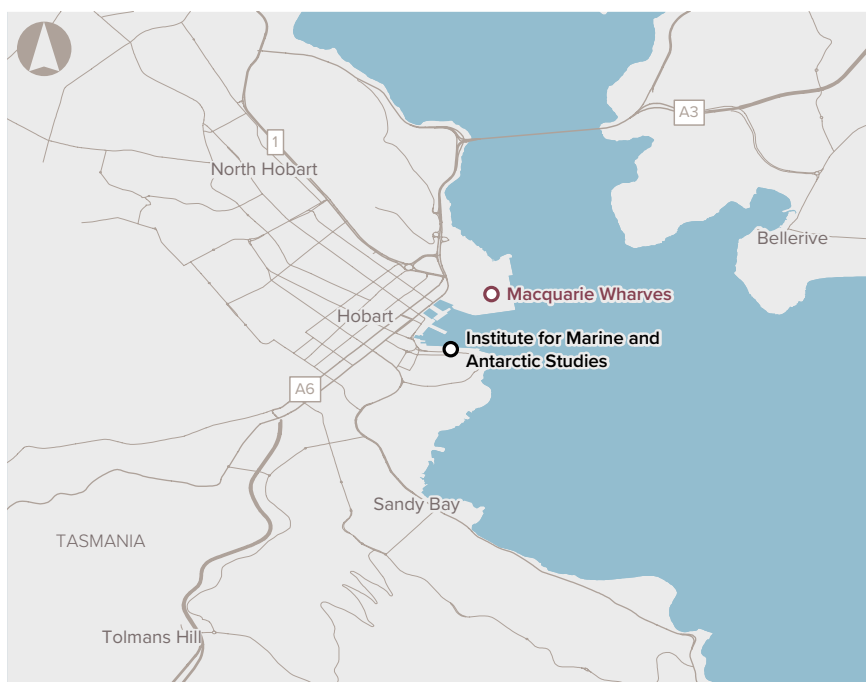 A3
1
North Hobart
Bellerive
Macquarie Wharves
Hobart
Institute for Marine and
Antarctic Studies
A6
Sandy Bay
TASMANIA
Tolmans Hill